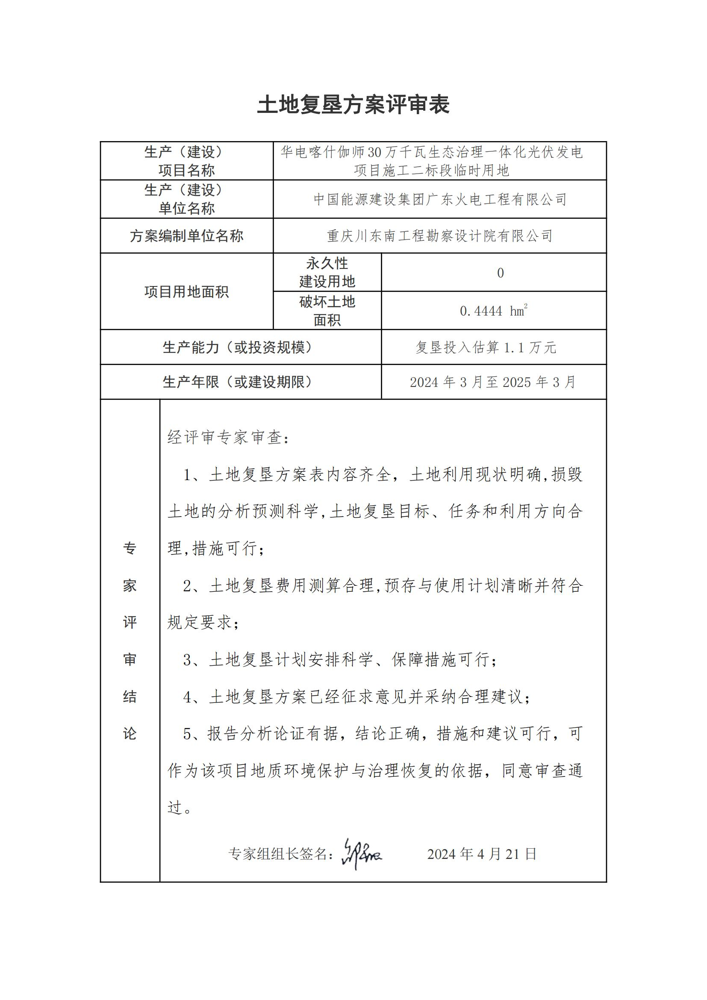 土地复垦方案评审表
生产（建设）
项目名称
华电喀什伽师30万千瓦生态治理一体化光伏发电
项目施工二标段临时用地
生产（建设）
单位名称
中国能源建设集团广东火电工程有限公司
方案编制单位名称
重庆川东南工程勘察设计院有限公司
项目用地面积
永久性
建设用地
0
破坏土地
面积
0.4444 hm²
生产能力（或投资规模）
复垦投入估算 1.1 万元
生产年限（或建设期限）
2024 年 3 月至 2025 年 3 月
专
家
评
审
结
论
经评审专家审查：
1、土地复垦方案表内容齐全，土地利用现状明确,损毁
土地的分析预测科学,土地复垦目标、任务和利用方向合
理,措施可行；
2、土地复垦费用测算合理,预存与使用计划清晰并符合
规定要求；
3、土地复垦计划安排科学、保障措施可行；
4、土地复垦方案已经征求意见并采纳合理建议；
5、报告分析论证有据，结论正确，措施和建议可行，可
作为该项目地质环境保护与治理恢复的依据，同意审查通
过。
专家组组长签名： 2024 年 4 月 21 日